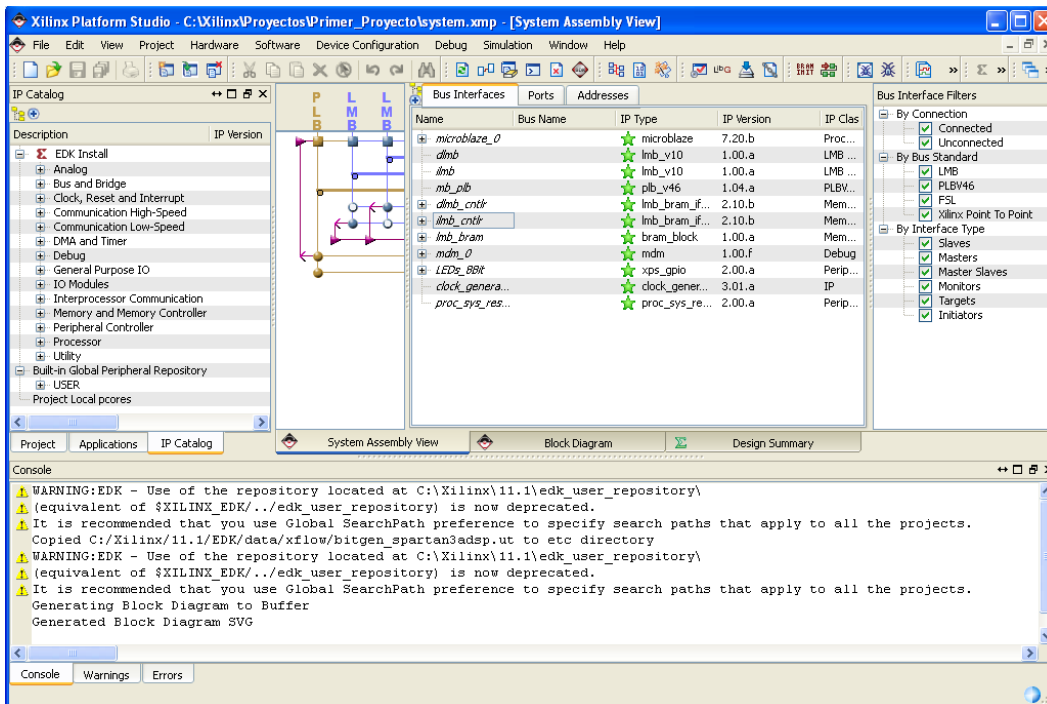 Xilinx Platform Studio - C:\Xilinx\Proyectos\Primer_Proyecto\system.xmp - [System Assembly View]
File Edit View Project Hardware Software Device Configuration Debug Simulation Window Help
IP Catalog
Description IP Version
EDK Install
Analog
Bus and Bridge
Clock, Reset and Interrupt
Communication High-Speed
Communication Low-Speed
DMA and Timer
Debug
General Purpose IO
IO Modules
Interprocessor Communication
Memory and Memory Controller
Peripheral Controller
Processor
Utility
Built-in Global Peripheral Repository
USER
Project Local pcores
Project Applications IP Catalog
PLB LMB LMB
Bus Interfaces Ports Addresses
Name Bus Name IP Type IP Version IP Clas
microblaze_0 microblaze 7.20.b Proc...
dlmb lmb_v10 1.00.a LMB ...
ilmb lmb_v10 1.00.a LMB ...
mb_plb plb_v46 1.04.a PLBV...
dlmb_cntlr lmb_bram_if... 2.10.b Mem...
ilmb_cntlr lmb_bram_if... 2.10.b Mem...
lmb_bram bram_block 1.00.a Mem...
mdm_0 mdm 1.00.f Debug
LEDs_8Bit xps_gpio 2.00.a Perip...
clock_genera... clock_gener... 3.01.a IP
proc_sys_res... proc_sys_re... 2.00.a Perip...
System Assembly View Block Diagram Design Summary
Bus Interface Filters
By Connection
Connected
Unconnected
By Bus Standard
LMB
PLBV46
FSL
Xilinx Point To Point
By Interface Type
Slaves
Masters
Master Slaves
Monitors
Targets
Initiators
Console
WARNING:EDK - Use of the repository located at C:\Xilinx\11.1\edk_user_repository\
(equivalent of $XILINX_EDK/../edk_user_repository) is now deprecated.
It is recommended that you use Global SearchPath preference to specify search paths that apply to all the projects.
Copied C:/Xilinx/11.1/EDK/data/xflow/bitgen_spartan3adsp.ut to etc directory
WARNING:EDK - Use of the repository located at C:\Xilinx\11.1\edk_user_repository\
(equivalent of $XILINX_EDK/../edk_user_repository) is now deprecated.
It is recommended that you use Global SearchPath preference to specify search paths that apply to all the projects.
Generating Block Diagram to Buffer
Generated Block Diagram SVG
Console Warnings Errors